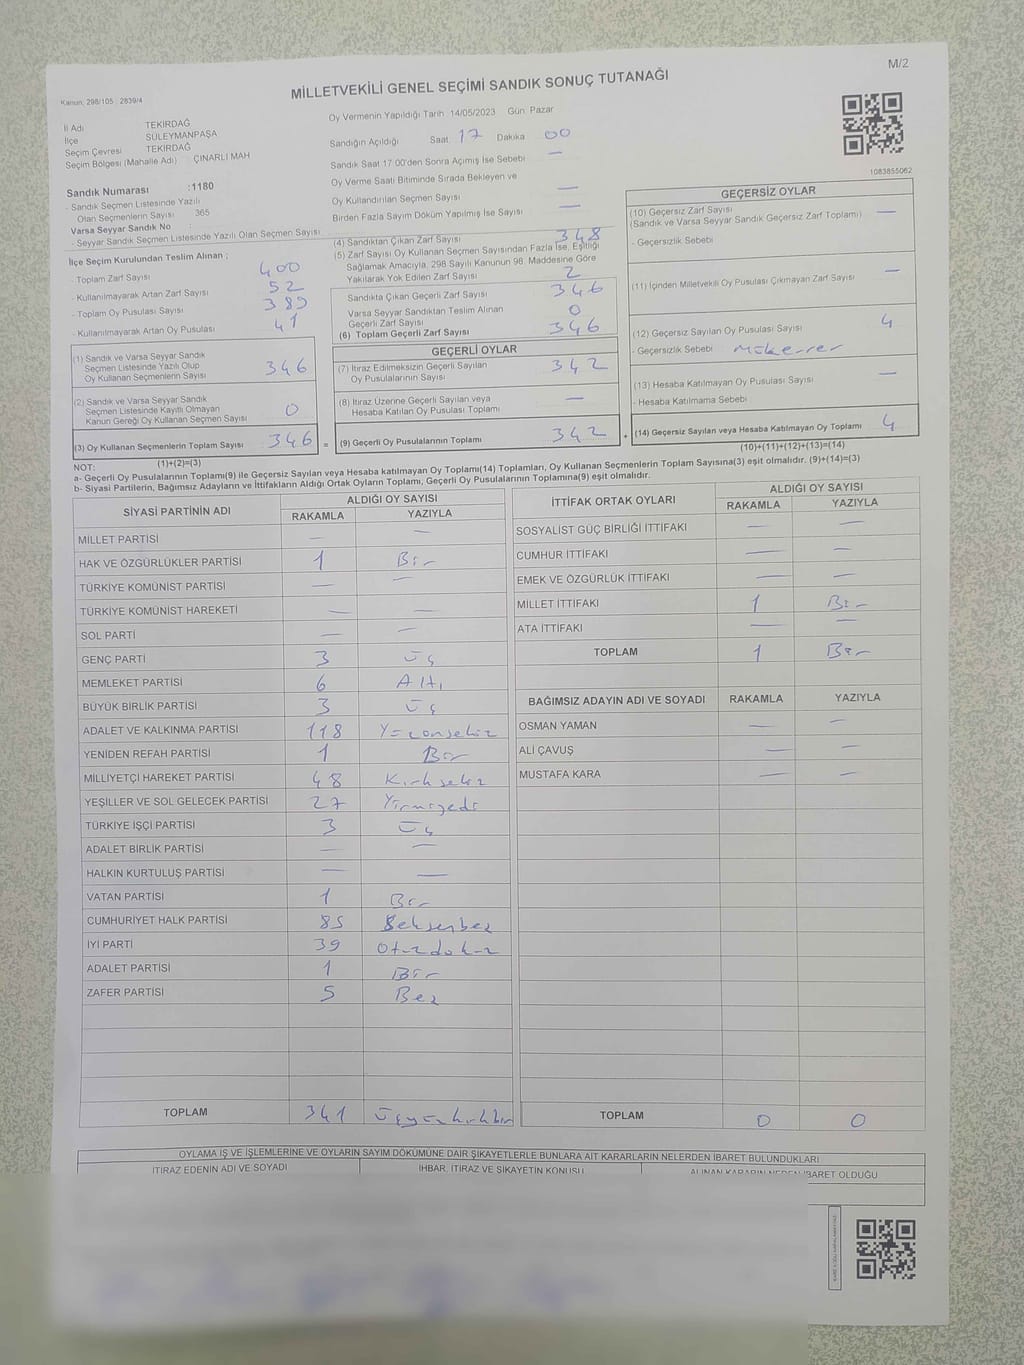 M/2
MİLLETVEKİLİ GENEL SEÇİMİ SANDIK SONUÇ TUTANAĞI
Kanun; 298/105 : 2839/4
İl Adı TEKİRDAĞ
İlçe SÜLEYMANPAŞA
Seçim Çevresi TEKİRDAĞ
Seçim Bölgesi (Mahalle Adı) : ÇINARLI MAH
Sandık Numarası :1180
- Sandık Seçmen Listesinde Yazılı
Olan Seçmenlerin Sayısı 365
Varsa Seyyar Sandık No :
- Seyyar Sandık Seçmen Listesinde Yazılı Olan Seçmen Sayısı
İlçe Seçim Kurulundan Teslim Alınan ;
- Toplam Zarf Sayısı 400
- Kullanılmayarak Artan Zarf Sayısı 52
- Toplam Oy Pusulası Sayısı 389
- Kullanılmayarak Artan Oy Pusulası 41
(1) Sandık ve Varsa Seyyar Sandık
Seçmen Listesinde Yazılı Olup
Oy Kullanan Seçmenlerin Sayısı 346
(2) Sandık ve Varsa Seyyar Sandık
Seçmen Listesinde Kayıtlı Olmayan
Kanun Gereği Oy Kullanan Seçmen Sayısı 0
(3) Oy Kullanan Seçmenlerin Toplam Sayısı 346 =
(1)+(2)=(3)
Oy Vermenin Yapıldığı Tarih 14/05/2023 Gün: Pazar
Sandığın Açıldığı Saat 17 Dakika 00
Sandık Saat 17.00'den Sonra Açımış İse Sebebi —
Oy Verme Saati Bitiminde Sırada Bekleyen ve
Oy Kullandırılan Seçmen Sayısı —
Birden Fazla Sayım Döküm Yapılmış İse Sayısı —
(4) Sandıktan Çıkan Zarf Sayısı 348
(5) Zarf Sayısı Oy Kullanan Seçmen Sayısından Fazla İse, Eşitliği
Sağlamak Amacıyla, 298 Sayılı Kanunun 98. Maddesine Göre
Yakılarak Yok Edilen Zarf Sayısı 2
Sandıkta Çıkan Geçerli Zarf Sayısı 346
Varsa Seyyar Sandıktan Teslim Alınan
Geçerli Zarf Sayısı 0
(6) Toplam Geçerli Zarf Sayısı 346
GEÇERLİ OYLAR
(7) İtiraz Edilmeksizin Geçerli Sayılan
Oy Pusulalarının Sayısı 342
(8) İtiraz Üzerine Geçerli Sayılan veya
Hesaba Katılan Oy Pusulası Toplamı —
(9) Geçerli Oy Pusulalarının Toplamı 342 +
1083855062
GEÇERSİZ OYLAR
(10) Geçersiz Zarf Sayısı
(Sandık ve Varsa Seyyar Sandık Geçersiz Zarf Toplamı) —
- Geçersizlik Sebebi
(11) İçinden Milletvekili Oy Pusulası Çıkmayan Zarf Sayısı —
(12) Geçersiz Sayılan Oy Pusulası Sayısı 4
- Geçersizlik Sebebi Mükerrer
(13) Hesaba Katılmayan Oy Pusulası Sayısı —
- Hesaba Katılmama Sebebi
(14) Geçersiz Sayılan veya Hesaba Katılmayan Oy Toplamı 4
(10)+(11)+(12)+(13)=(14)
NOT:
a- Geçerli Oy Pusulalarının Toplamı(9) ile Geçersiz Sayılan veya Hesaba katılmayan Oy Toplamı(14) Toplamları, Oy Kullanan Seçmenlerin Toplam Sayısına(3) eşit olmalıdır. (9)+(14)=(3)
b- Siyasi Partilerin, Bağımsız Adayların ve İttifakların Aldığı Ortak Oyların Toplamı, Geçerli Oy Pusulalarının Toplamına(9) eşit olmalıdır.
SİYASİ PARTİNİN ADI ALDIĞI OY SAYISI
RAKAMLA YAZIYLA
MİLLET PARTİSİ — —
HAK VE ÖZGÜRLÜKLER PARTİSİ 1 Bir
TÜRKİYE KOMÜNİST PARTİSİ — —
TÜRKİYE KOMÜNİST HAREKETİ — —
SOL PARTİ — —
GENÇ PARTİ 3 Üç
MEMLEKET PARTİSİ 6 Altı
BÜYÜK BİRLİK PARTİSİ 3 Üç
ADALET VE KALKINMA PARTİSİ 118 Yüzonsekiz
YENİDEN REFAH PARTİSİ 1 Bir
MİLLİYETÇİ HAREKET PARTİSİ 48 Kırksekiz
YEŞİLLER VE SOL GELECEK PARTİSİ 27 Yirmiyedi
TÜRKİYE İŞÇİ PARTİSİ 3 Üç
ADALET BİRLİK PARTİSİ — —
HALKIN KURTULUŞ PARTİSİ — —
VATAN PARTİSİ 1 Bir
CUMHURİYET HALK PARTİSİ 85 Seksenbeş
İYİ PARTİ 39 Otuzdokuz
ADALET PARTİSİ 1 Bir
ZAFER PARTİSİ 5 Beş
TOPLAM 341 Üçyüzkırkbir
İTTİFAK ORTAK OYLARI ALDIĞI OY SAYISI
RAKAMLA YAZIYLA
SOSYALİST GÜÇ BİRLİĞİ İTTİFAKI — —
CUMHUR İTTİFAKI — —
EMEK VE ÖZGÜRLÜK İTTİFAKI — —
MİLLET İTTİFAKI 1 Bir
ATA İTTİFAKI — —
TOPLAM 1 Bir
BAĞIMSIZ ADAYIN ADI VE SOYADI RAKAMLA YAZIYLA
OSMAN YAMAN — —
ALİ ÇAVUŞ — —
MUSTAFA KARA — —
TOPLAM 0 0
OYLAMA İŞ VE İŞLEMLERİNE VE OYLARIN SAYIM DÖKÜMÜNE DAİR ŞİKAYETLERLE BUNLARA AİT KARARLARIN NELERDEN İBARET BULUNDUKLARI
İTİRAZ EDENİN ADI VE SOYADI İHBAR, İTİRAZ VE ŞİKAYETİN KONUSU ALINAN KARARIN NEDEN İBARET OLDUĞU